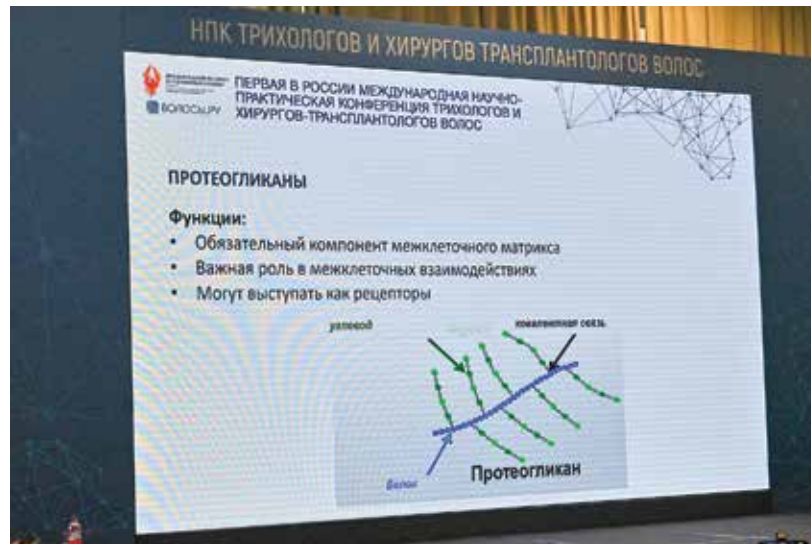 НПК ТРИХОЛОГОВ И ХИРУРГОВ ТРАНСПЛАНТОЛОГОВ ВОЛОС
ПЕРВАЯ В РОССИИ МЕЖДУНАРОДНАЯ НАУЧНО-
ПРАКТИЧЕСКАЯ КОНФЕРЕНЦИЯ ТРИХОЛОГОВ И
ХИРУРГОВ-ТРАНСПЛАНТОЛОГОВ ВОЛОС
ВОЛОСЫ.РУ
ПРОТЕОГЛИКАНЫ
Функции:
• Обязательный компонент межклеточного матрикса
• Важная роль в межклеточных взаимодействиях
• Могут выступать как рецепторы
углевод
ковалентная связь
Белок
Протеогликан